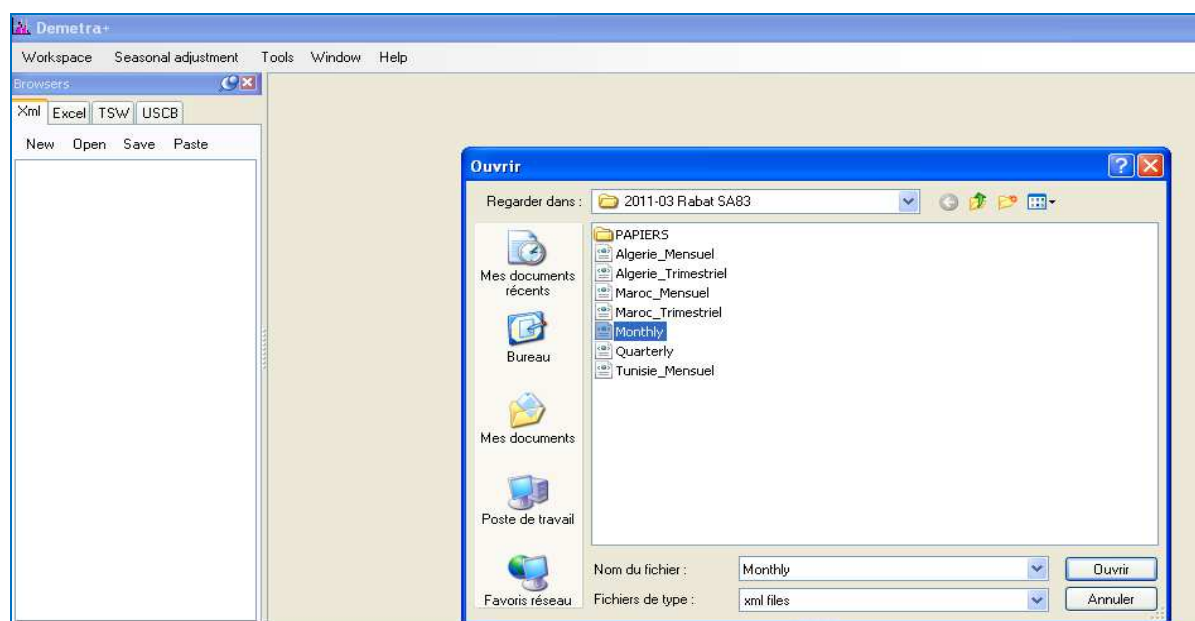 Demetra+
Workspace Seasonal adjustment Tools Window Help
Browsers
Xml Excel TSW USCB
New Open Save Paste
Ouvrir
Regarder dans : 2011-03 Rabat SA83
Mes documents récents
Bureau
Mes documents
Poste de travail
Favoris réseau
PAPIERS
Algerie_Mensuel
Algerie_Trimestriel
Maroc_Mensuel
Maroc_Trimestriel
Monthly
Quarterly
Tunisie_Mensuel
Nom du fichier : Monthly Ouvrir
Fichiers de type : xml files Annuler